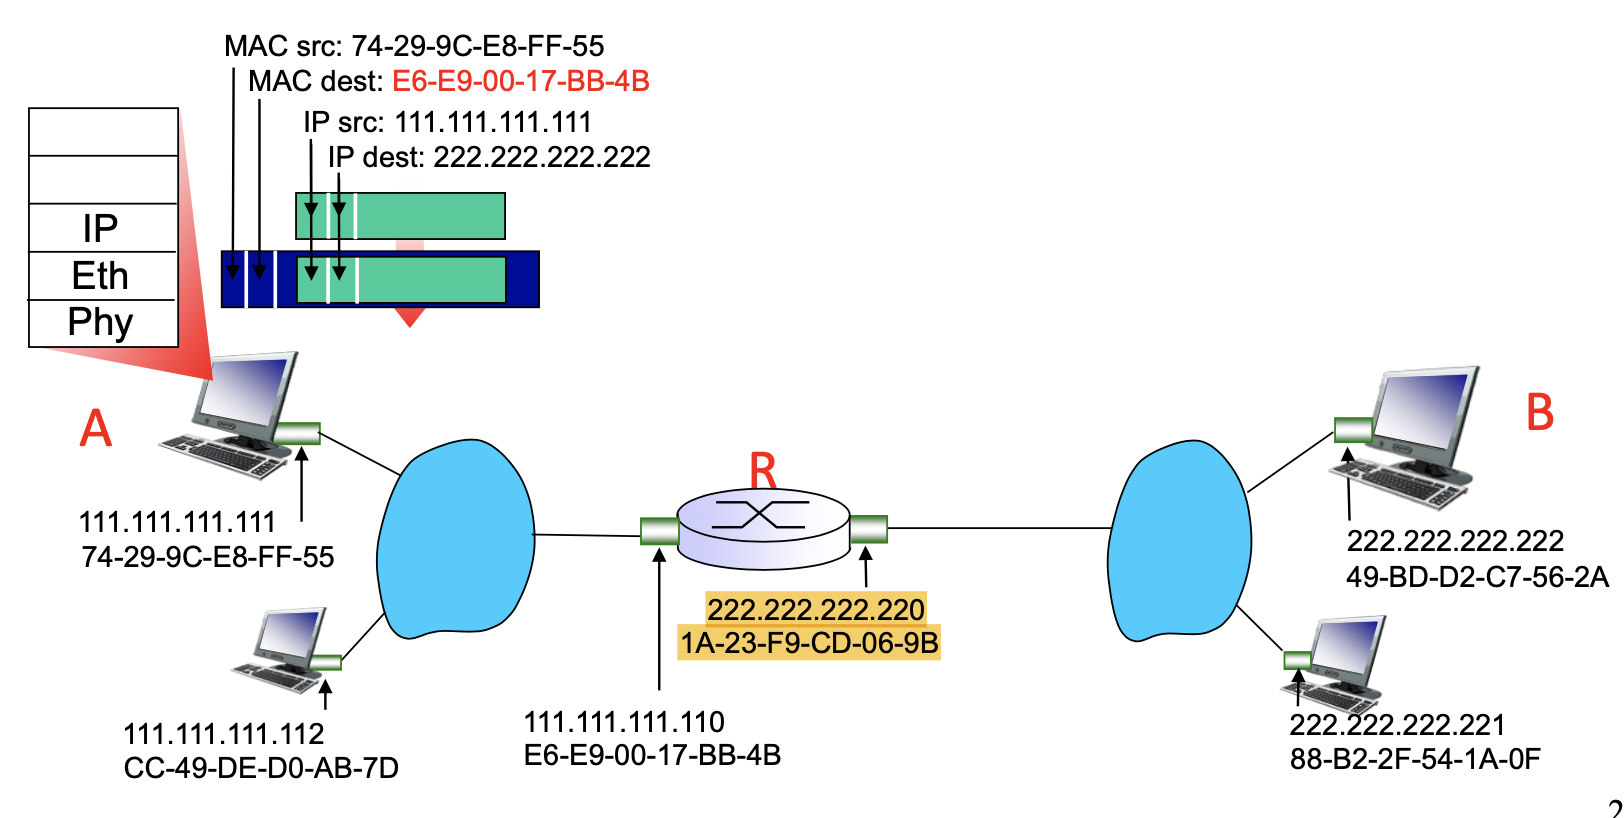 MAC src: 74-29-9C-E8-FF-55
MAC dest: E6-E9-00-17-BB-4B
IP src: 111.111.111.111
IP dest: 222.222.222.222
IP
Eth
Phy
A
R
B
111.111.111.111
74-29-9C-E8-FF-55
222.222.222.222
49-BD-D2-C7-56-2A
222.222.222.220
1A-23-F9-CD-06-9B
111.111.111.112
CC-49-DE-D0-AB-7D
111.111.111.110
E6-E9-00-17-BB-4B
222.222.222.221
88-B2-2F-54-1A-0F
2